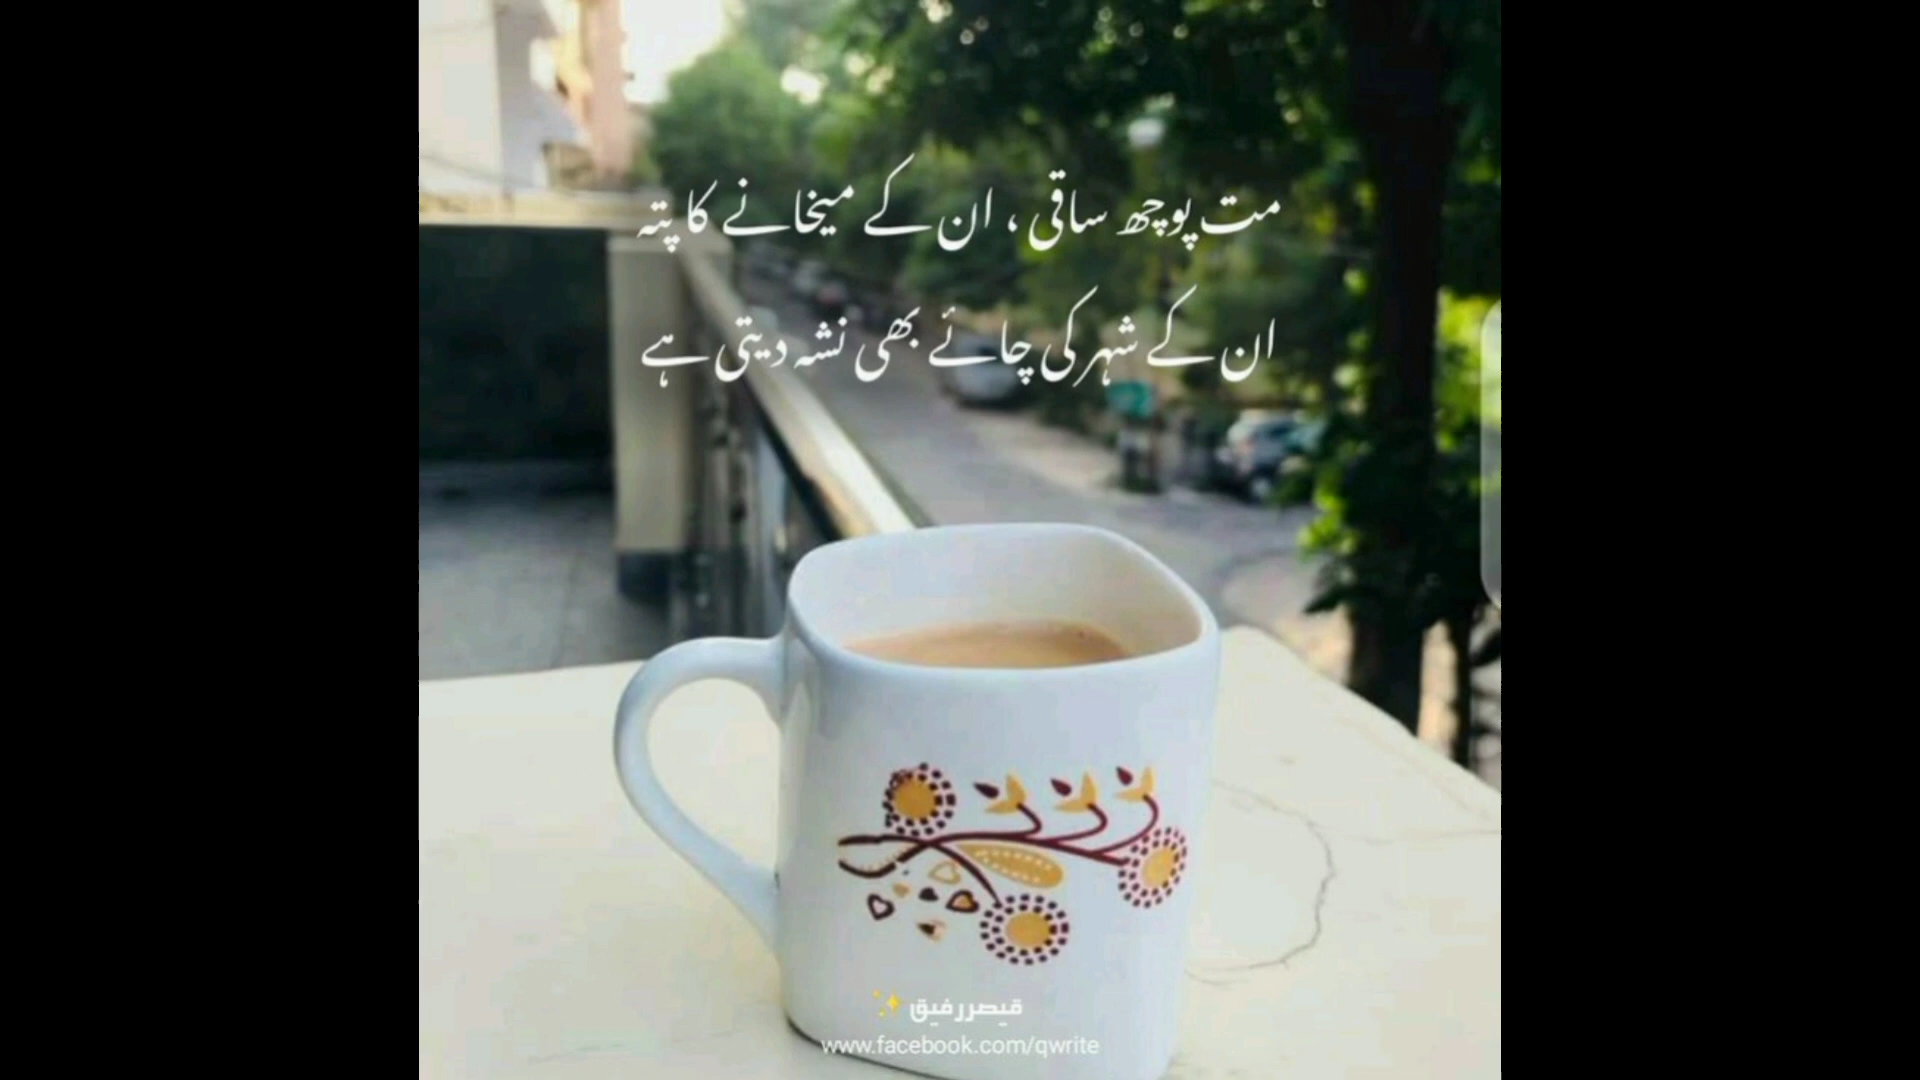 مت پوچھ ساقی ، ان کے میخانے کا پتہ
ان کے شہر کی چائے بھی نشہ دیتی ہے
قیصر رفیق ✨
www.facebook.com/qwrite